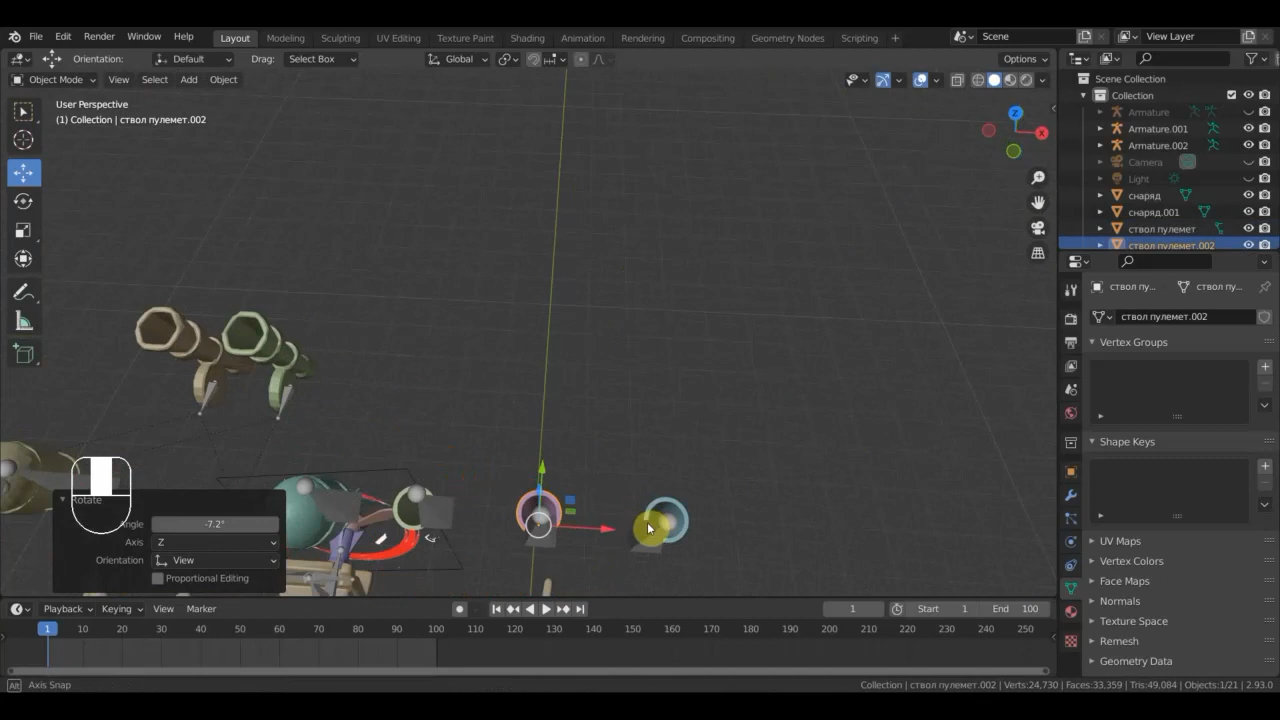 File Edit Render Window Help Layout Modeling Sculpting UV Editing Texture Paint Shading Animation Rendering Compositing Geometry Nodes Scripting + Scene View Layer
Orientation: Default Drag: Select Box Global Options
Object Mode View Select Add Object
User Perspective
(1) Collection | ствол пулемет.002
Z
X
Scene Collection
Collection
Armature
Armature.001
Armature.002
Camera
Light
снаряд
снаряд.001
ствол пулемет
ствол пулемет.002
ствол пу... ствол пу...
ствол пулемет.002
Vertex Groups
Shape Keys
UV Maps
Vertex Colors
Face Maps
Normals
Texture Space
Remesh
Geometry Data
Rotate
Angle -7.2°
Axis Z
Orientation View
Proportional Editing
Playback Keying View Marker 1 Start 1 End 100
1 10 20 30 40 50 60 70 80 90 100 110 120 130 140 150 160 170 180 190 200 210 220 230 240 250
Alt Axis Snap
Collection | ствол пулемет.002 | Verts:24,730 | Faces:33,359 | Tris:49,084 | Objects:1/21 | 2.93.0